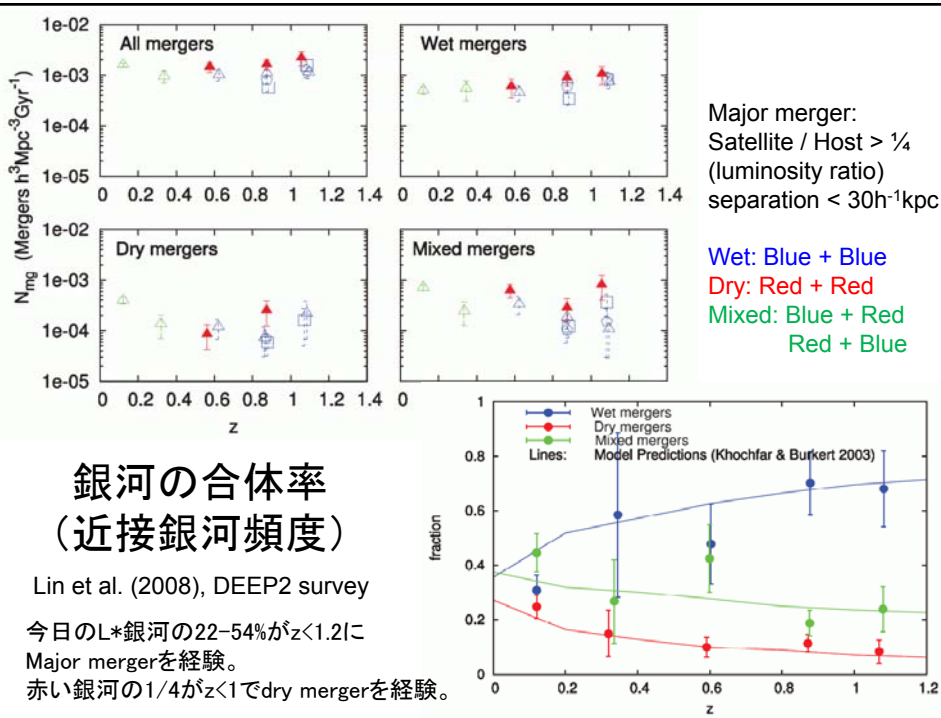 N_mg (Mergers h³Mpc⁻³Gyr⁻¹)
All mergers
1e-02
1e-03
1e-04
1e-05
0 0.2 0.4 0.6 0.8 1 1.2 1.4
Wet mergers
0 0.2 0.4 0.6 0.8 1 1.2 1.4
Dry mergers
1e-02
1e-03
1e-04
1e-05
0 0.2 0.4 0.6 0.8 1 1.2 1.4
z
Mixed mergers
0 0.2 0.4 0.6 0.8 1 1.2 1.4
Major merger:
Satellite / Host > ¼
(luminosity ratio)
separation < 30h⁻¹kpc
Wet: Blue + Blue
Dry: Red + Red
Mixed: Blue + Red
Red + Blue
銀河の合体率
(近接銀河頻度)
Lin et al. (2008), DEEP2 survey
今日のL*銀河の22-54%がz<1.2に
Major mergerを経験。
赤い銀河の1/4がz<1でdry mergerを経験。
Wet mergers
Dry mergers
Mixed mergers
Lines: Model Predictions (Khochfar & Burkert 2003)
fraction
1
0.8
0.6
0.4
0.2
0
0 0.2 0.4 0.6 0.8 1 1.2
z